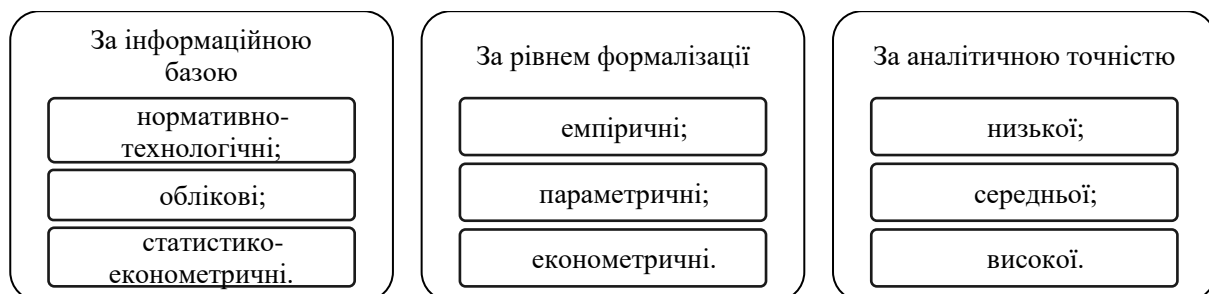 За інформаційною
базою
нормативно-
технологічні;
облікові;
статистико-
економетричні.
За рівнем формалізації
емпіричні;
параметричні;
економетричні.
За аналітичною точністю
низької;
середньої;
високої.